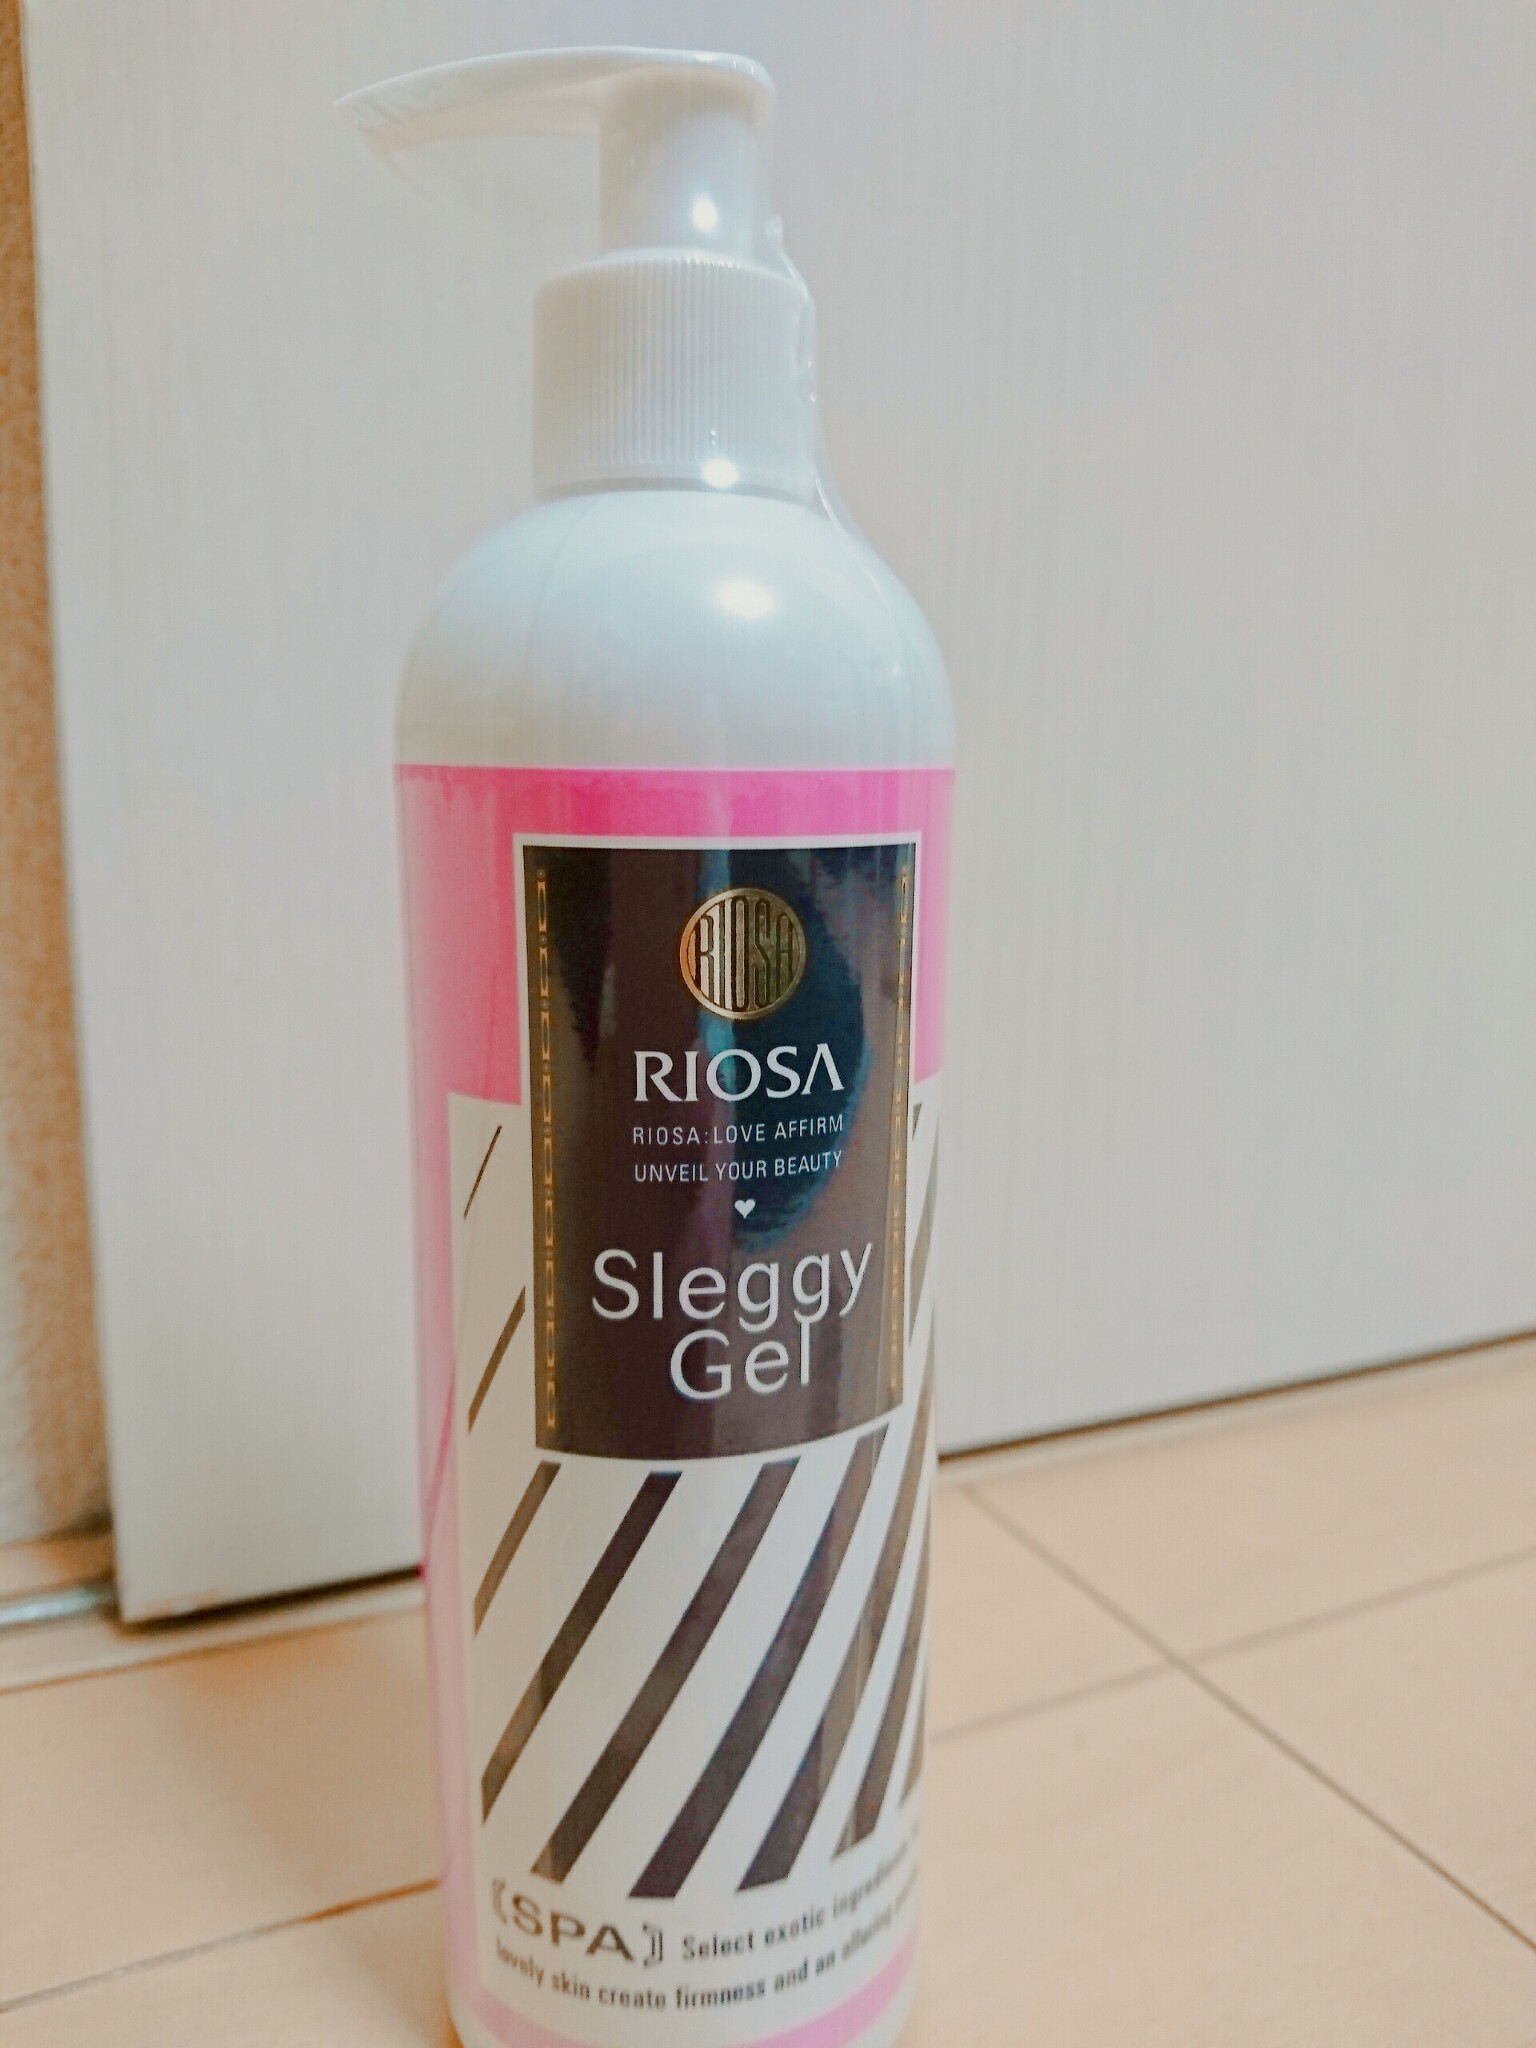 RIOSA
RIOSA
RIOSA:LOVE AFFIRM
UNVEIL YOUR BEAUTY
Sleggy
Gel
[SPA] Select exotic
lovely skin create firmness and an